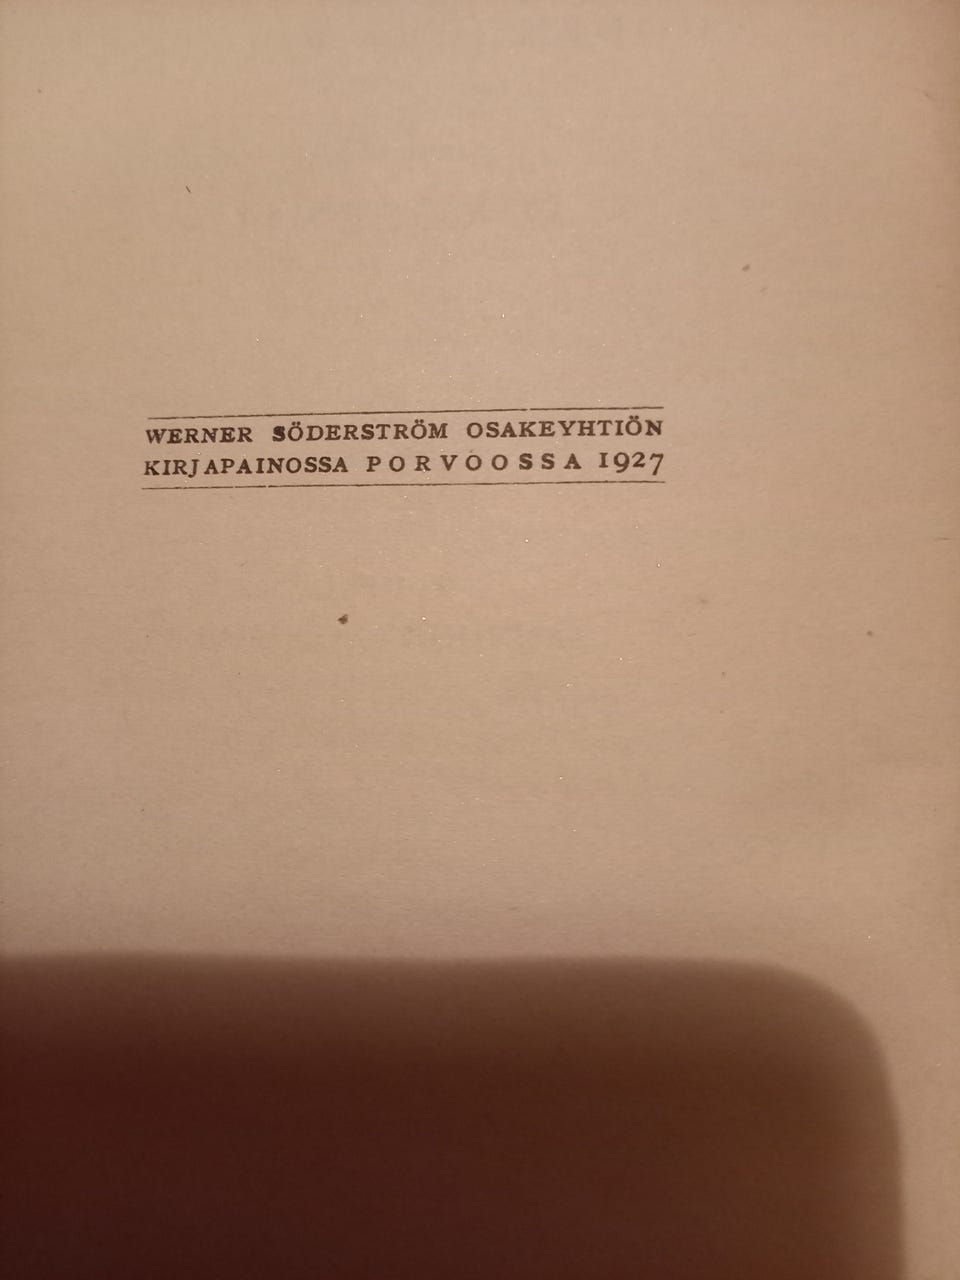 WERNER SÖDERSTRÖM OSAKEYHTIÖN
KIRJAPAINOSSA PORVOOSSA 1927